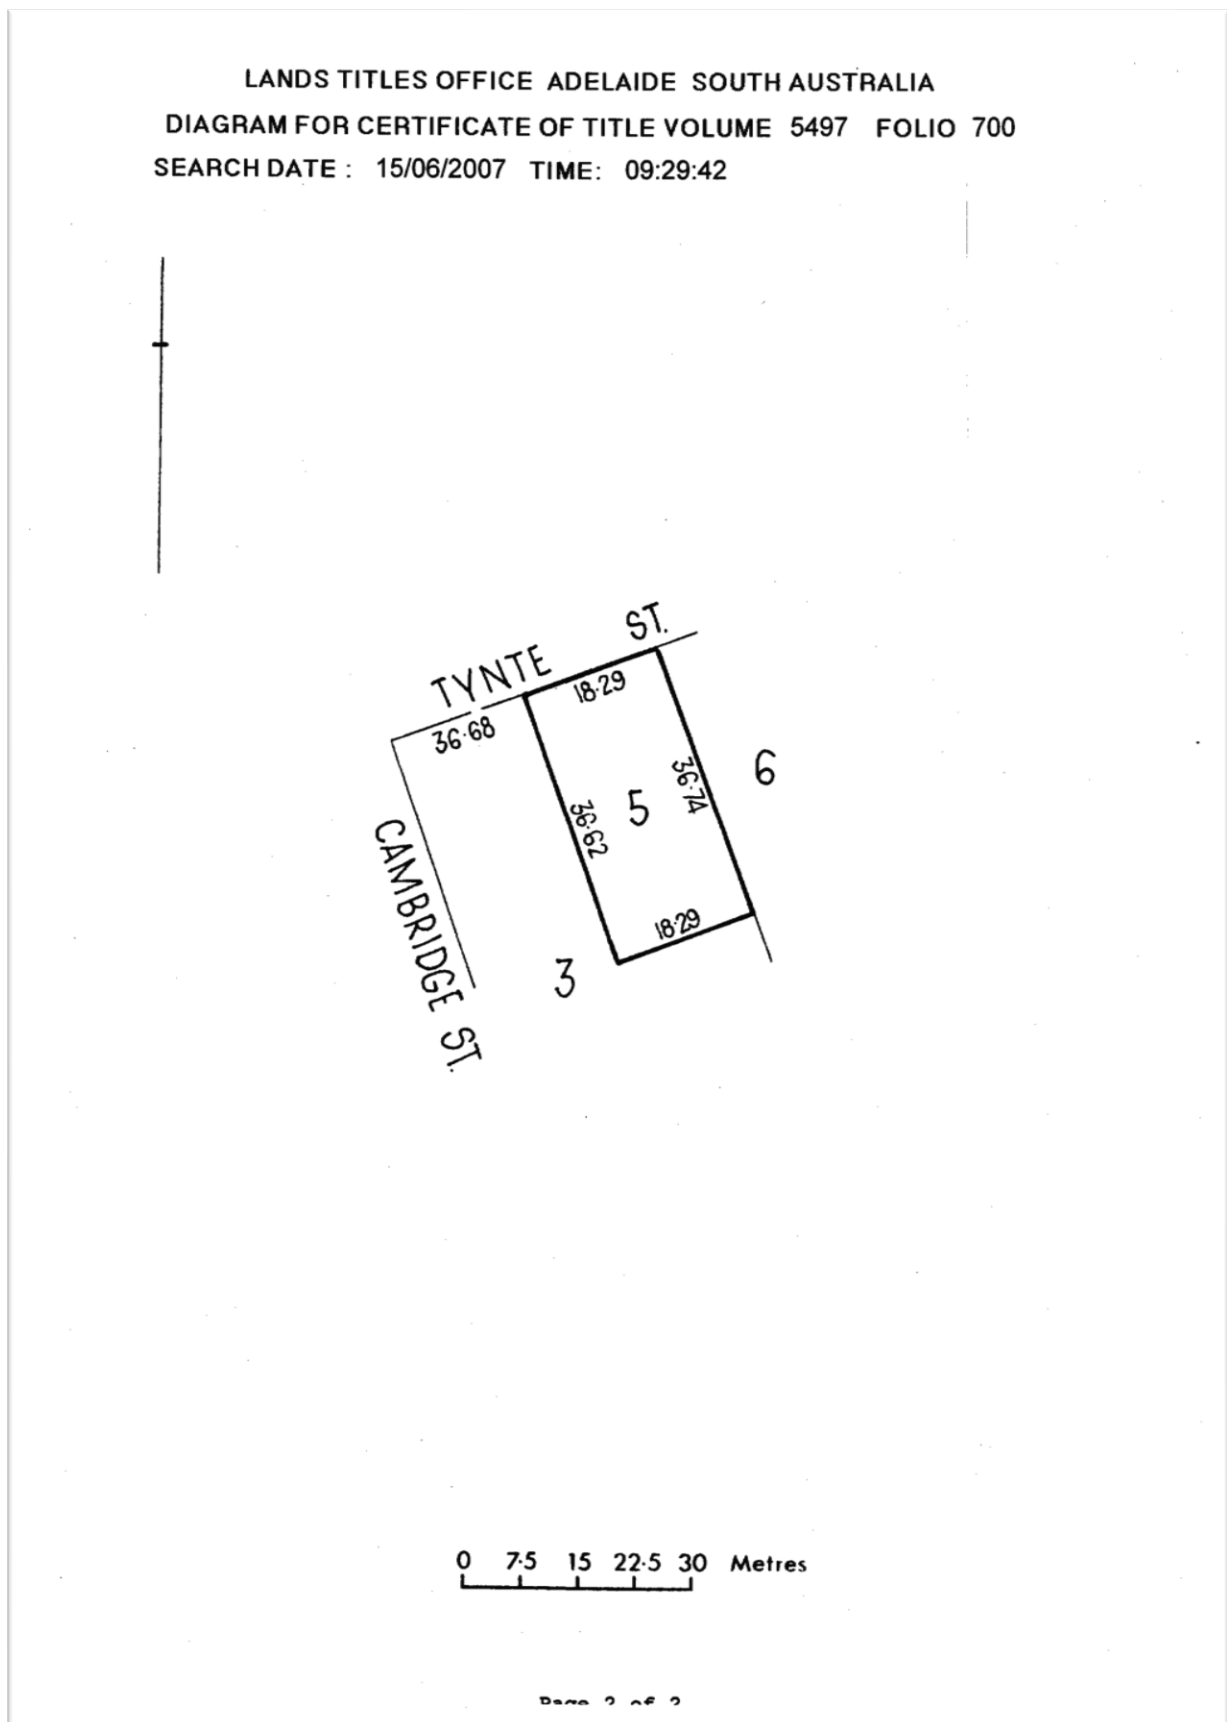 LANDS TITLES OFFICE ADELAIDE SOUTH AUSTRALIA
DIAGRAM FOR CERTIFICATE OF TITLE VOLUME 5497 FOLIO 700
SEARCH DATE : 15/06/2007 TIME: 09:29:42
TYNTE ST.
18·29
36·68
6
36·74
5
36·62
CAMBRIDGE ST.
18·29
3
0 7·5 15 22·5 30 Metres
of